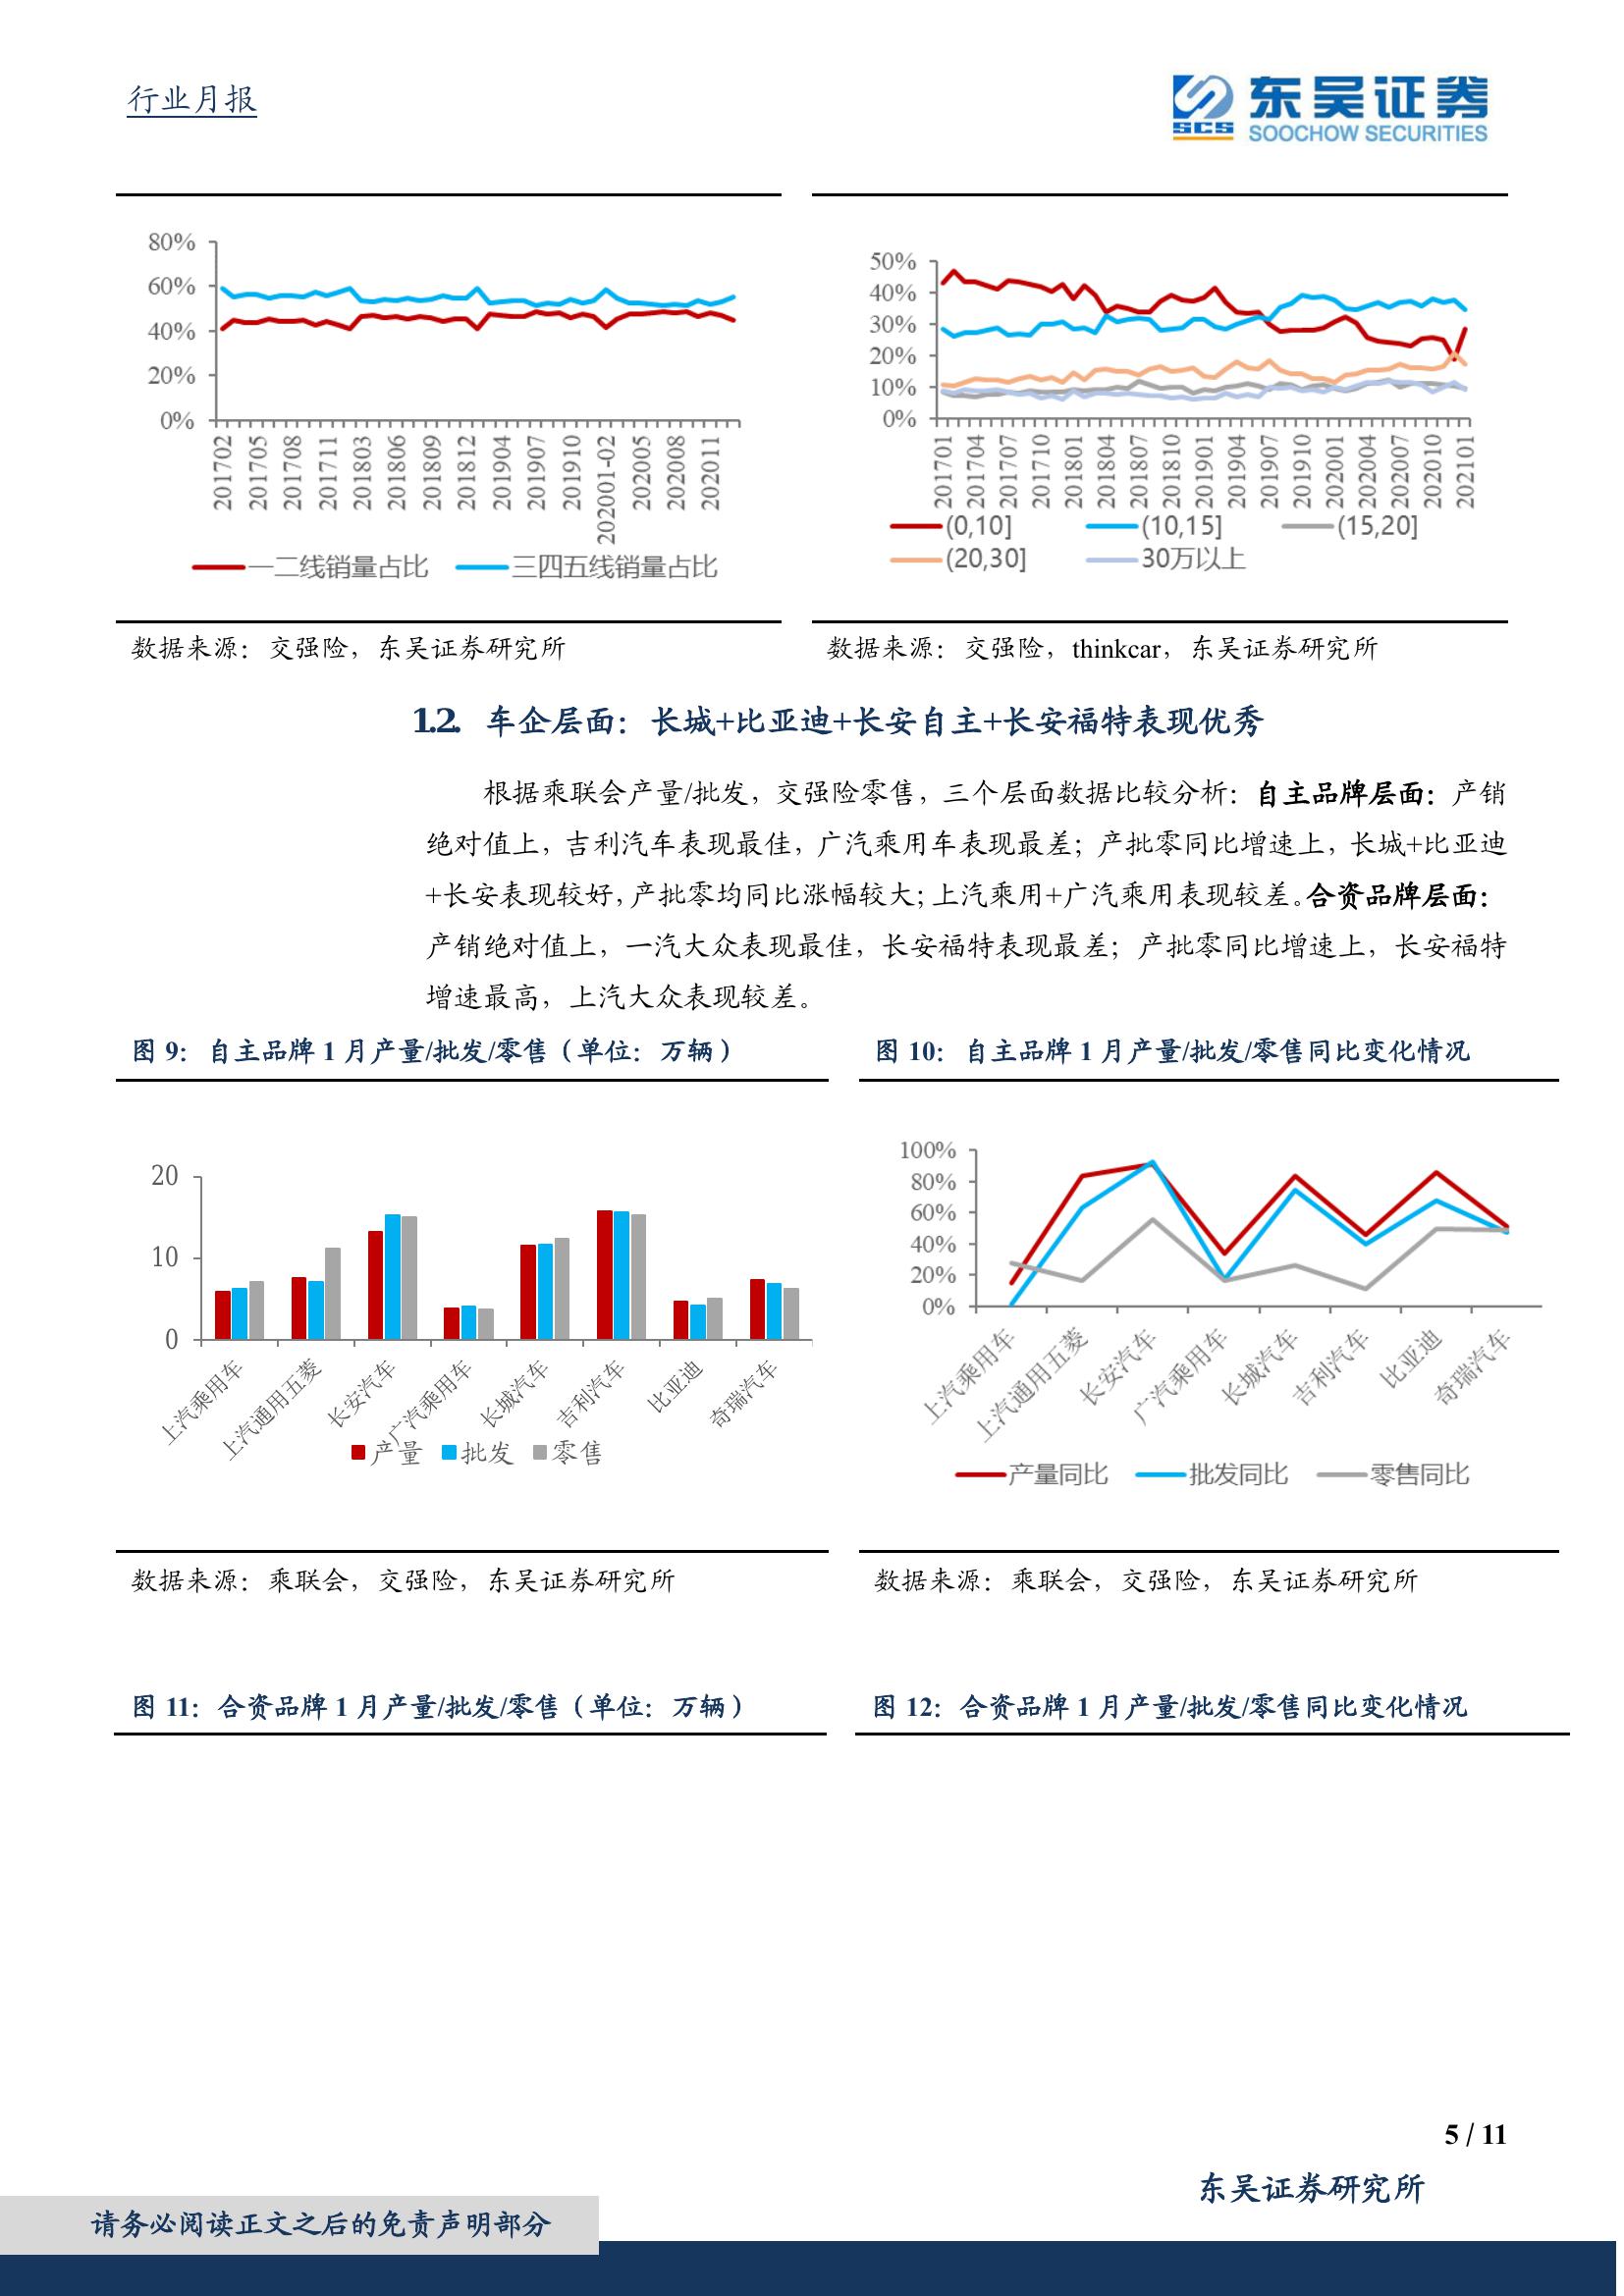 行业月报
SCS
东吴证券
SOOCHOW SECURITIES
80%
60%
40%
20%
0%
201702
201705
201708
201711
201803
201806
201809
201812
201904
201907
201910
202001-02
202005
202008
202011
一二线销量占比
三四五线销量占比
50%
40%
30%
20%
10%
0%
201701
201704
201707
201710
201801
201804
201807
201810
201901
201904
201907
201910
202001
202004
202007
202010
202101
(0,10]
(10,15]
(15,20]
(20,30]
30万以上
数据来源：交强险，东吴证券研究所
数据来源：交强险，thinkcar，东吴证券研究所
1.2. 车企层面：长城+比亚迪+长安自主+长安福特表现优秀
根据乘联会产量/批发，交强险零售，三个层面数据比较分析：自主品牌层面：产销
绝对值上，吉利汽车表现最佳，广汽乘用车表现最差；产批零同比增速上，长城+比亚迪
+长安表现较好，产批零均同比涨幅较大；上汽乘用+广汽乘用表现较差。合资品牌层面：
产销绝对值上，一汽大众表现最佳，长安福特表现最差；产批零同比增速上，长安福特
增速最高，上汽大众表现较差。
图 9：自主品牌 1 月产量/批发/零售（单位：万辆）
图 10：自主品牌 1 月产量/批发/零售同比变化情况
20
10
0
上汽乘用车
上汽通用五菱
长安汽车
广汽乘用车
长城汽车
吉利汽车
比亚迪
奇瑞汽车
产量
批发
零售
100%
80%
60%
40%
20%
0%
上汽乘用车
上汽通用五菱
长安汽车
广汽乘用车
长城汽车
吉利汽车
比亚迪
奇瑞汽车
产量同比
批发同比
零售同比
数据来源：乘联会，交强险，东吴证券研究所
数据来源：乘联会，交强险，东吴证券研究所
图 11：合资品牌 1 月产量/批发/零售（单位：万辆）
图 12：合资品牌 1 月产量/批发/零售同比变化情况
5 / 11
东吴证券研究所
请务必阅读正文之后的免责声明部分